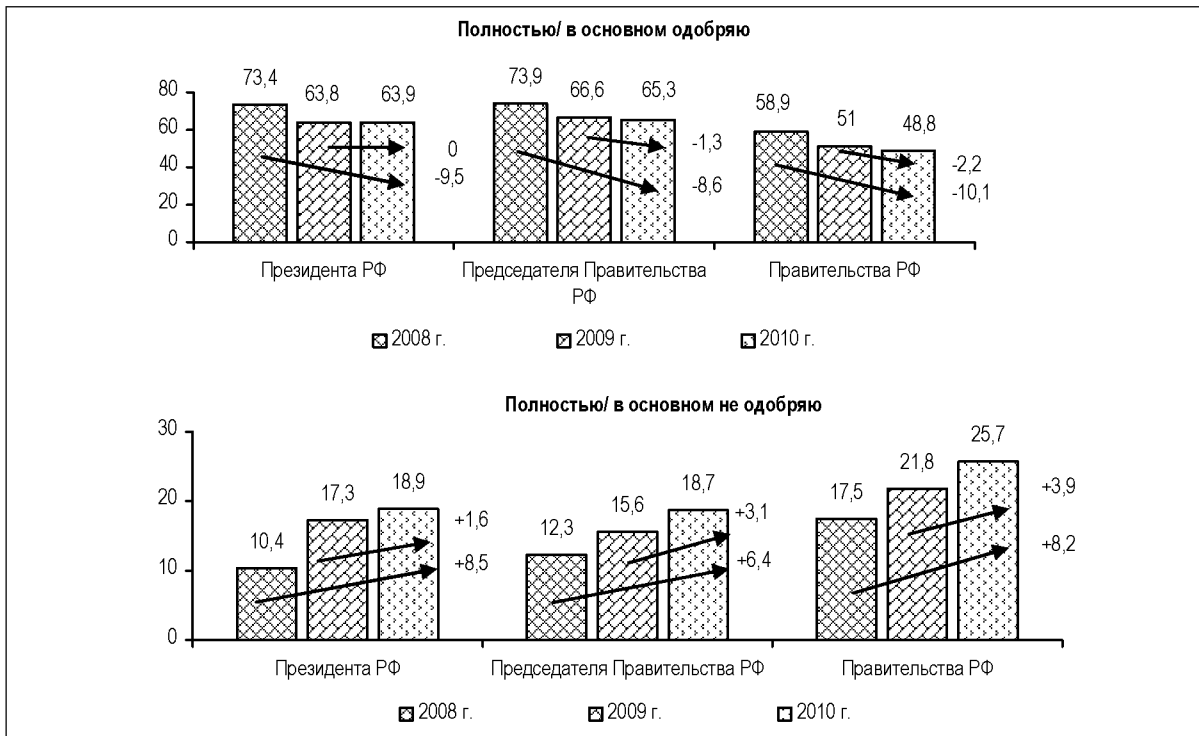 Полностью/ в основном одобряю
80
60
40
20
0
73,4
63,8
63,9
0
-9,5
73,9
66,6
65,3
-1,3
-8,6
58,9
51
48,8
-2,2
-10,1
Президента РФ
Председателя Правительства
РФ
Правительства РФ
2008 г.
2009 г.
2010 г.
Полностью/ в основном не одобряю
30
20
10
0
10,4
17,3
18,9
+1,6
+8,5
12,3
15,6
18,7
+3,1
+6,4
17,5
21,8
25,7
+3,9
+8,2
Президента РФ
Председателя Правительства РФ
Правительства РФ
2008 г.
2009 г.
2010 г.